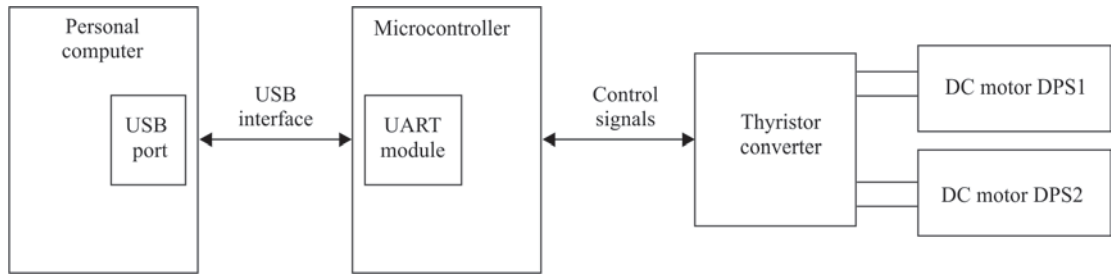 Personal
computer
USB
port
USB
interface
Microcontroller
UART
module
Control
signals
Thyristor
converter
DC motor DPS1
DC motor DPS2